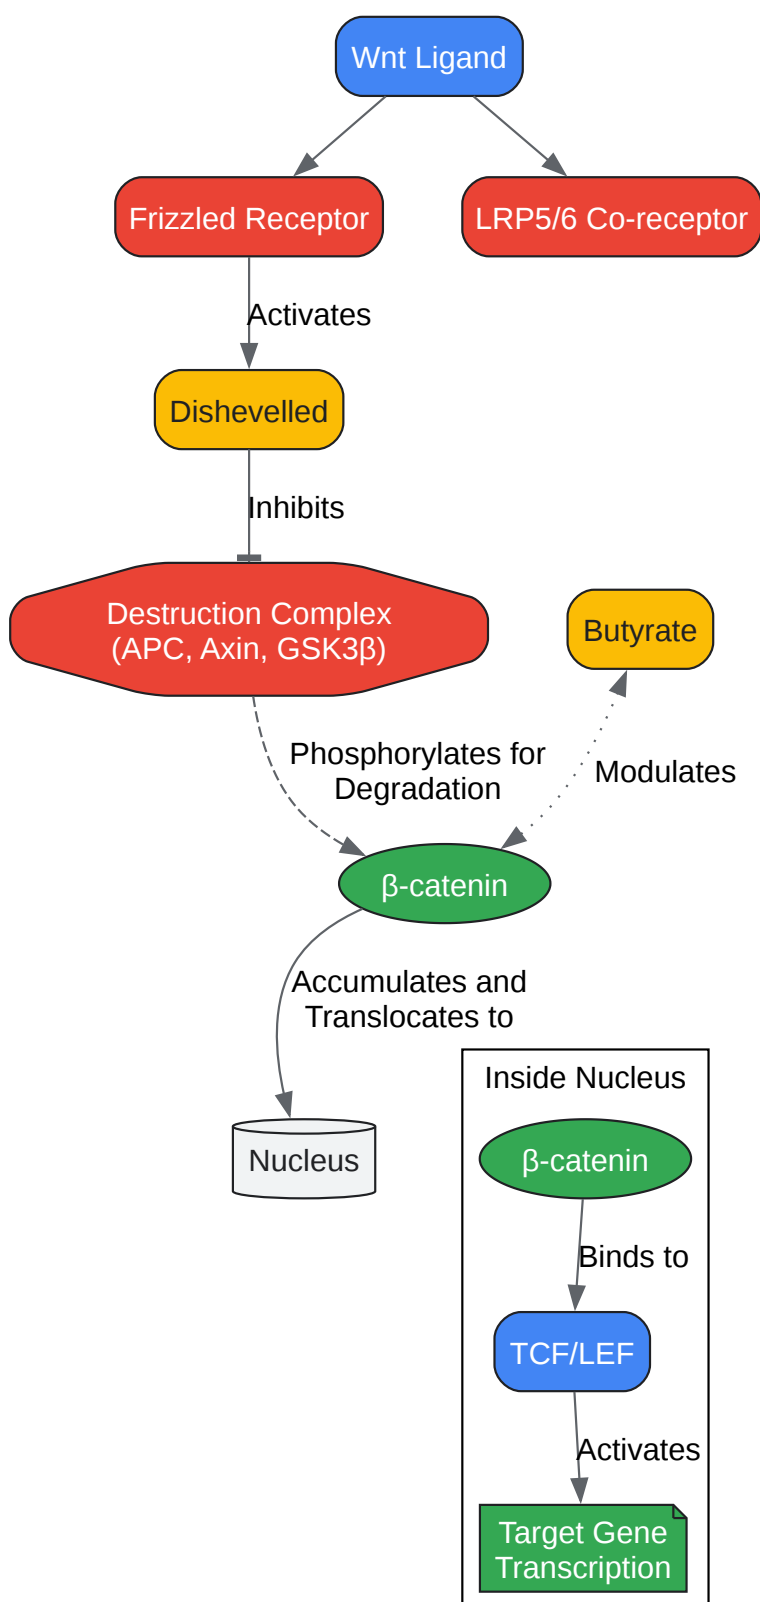 Wnt Ligand
Frizzled Receptor
LRP5/6 Co-receptor
Activates
Dishevelled
Inhibits
Destruction Complex
(APC, Axin, GSK3β)
Butyrate
Phosphorylates for
Degradation
Modulates
β-catenin
Accumulates and
Translocates to
Inside Nucleus
Nucleus
β-catenin
Binds to
TCF/LEF
Activates
Target Gene
Transcription